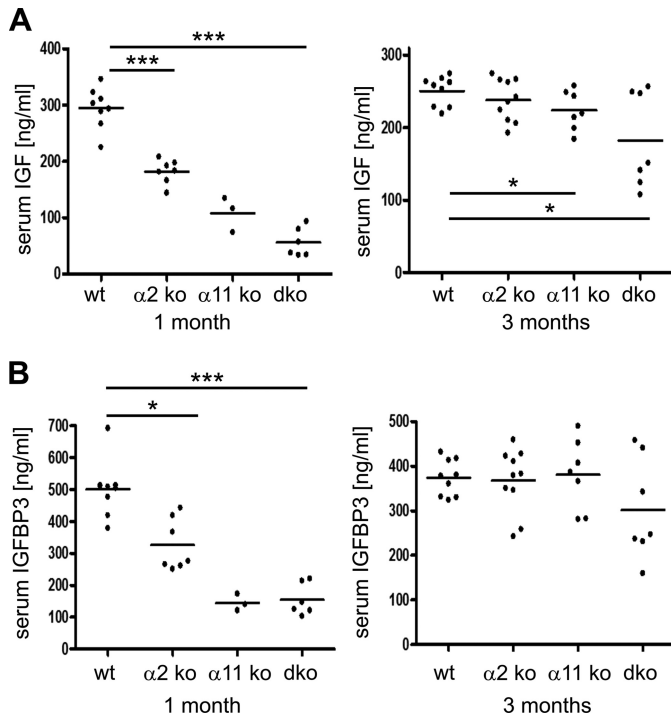 A
***
***
serum IGF [ng/ml]
400
300
200
100
0
wt
α2 ko
α11 ko
dko
1 month
serum IGF [ng/ml]
300
200
100
0
*
*
wt
α2 ko
α11 ko
dko
3 months
B
***
*
serum IGFBP3 [ng/ml]
700
600
500
400
300
200
100
0
wt
α2 ko
α11 ko
dko
1 month
serum IGFBP3 [ng/ml]
500
400
300
200
100
0
wt
α2 ko
α11 ko
dko
3 months